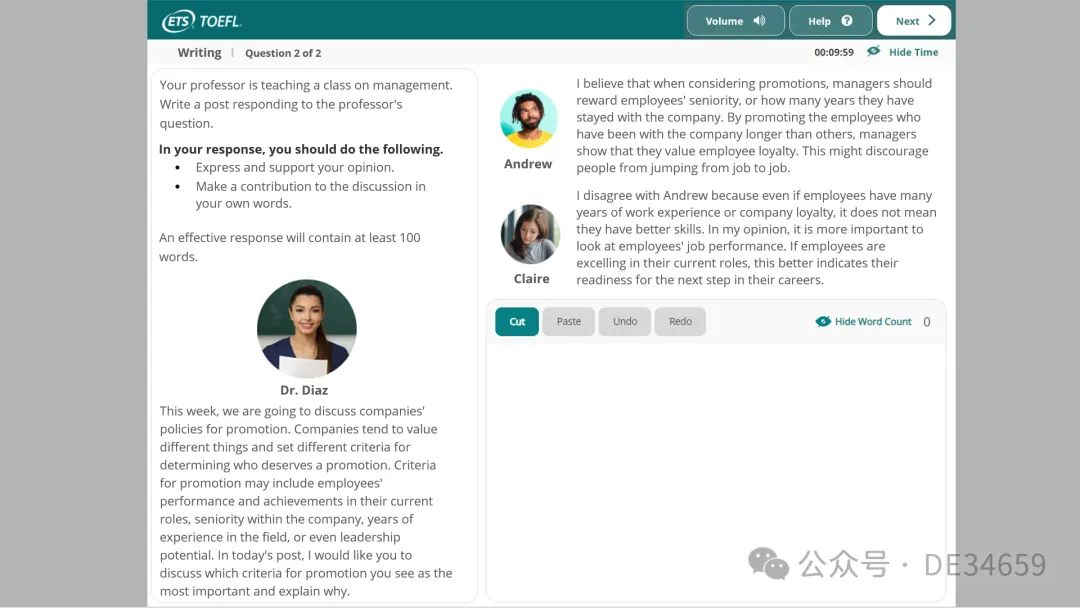 ETS TOEFL
Volume
Help ?
Next
Writing | Question 2 of 2
00:09:59 Hide Time
Your professor is teaching a class on management.
Write a post responding to the professor's
question.
In your response, you should do the following.
• Express and support your opinion.
• Make a contribution to the discussion in
your own words.
An effective response will contain at least 100
words.
Dr. Diaz
This week, we are going to discuss companies'
policies for promotion. Companies tend to value
different things and set different criteria for
determining who deserves a promotion. Criteria
for promotion may include employees'
performance and achievements in their current
roles, seniority within the company, years of
experience in the field, or even leadership
potential. In today's post, I would like you to
discuss which criteria for promotion you see as the
most important and explain why.
Andrew
I believe that when considering promotions, managers should
reward employees' seniority, or how many years they have
stayed with the company. By promoting the employees who
have been with the company longer than others, managers
show that they value employee loyalty. This might discourage
people from jumping from job to job.
Claire
I disagree with Andrew because even if employees have many
years of work experience or company loyalty, it does not mean
they have better skills. In my opinion, it is more important to
look at employees' job performance. If employees are
excelling in their current roles, this better indicates their
readiness for the next step in their careers.
Cut
Paste
Undo
Redo
Hide Word Count 0
公众号 · DE34659